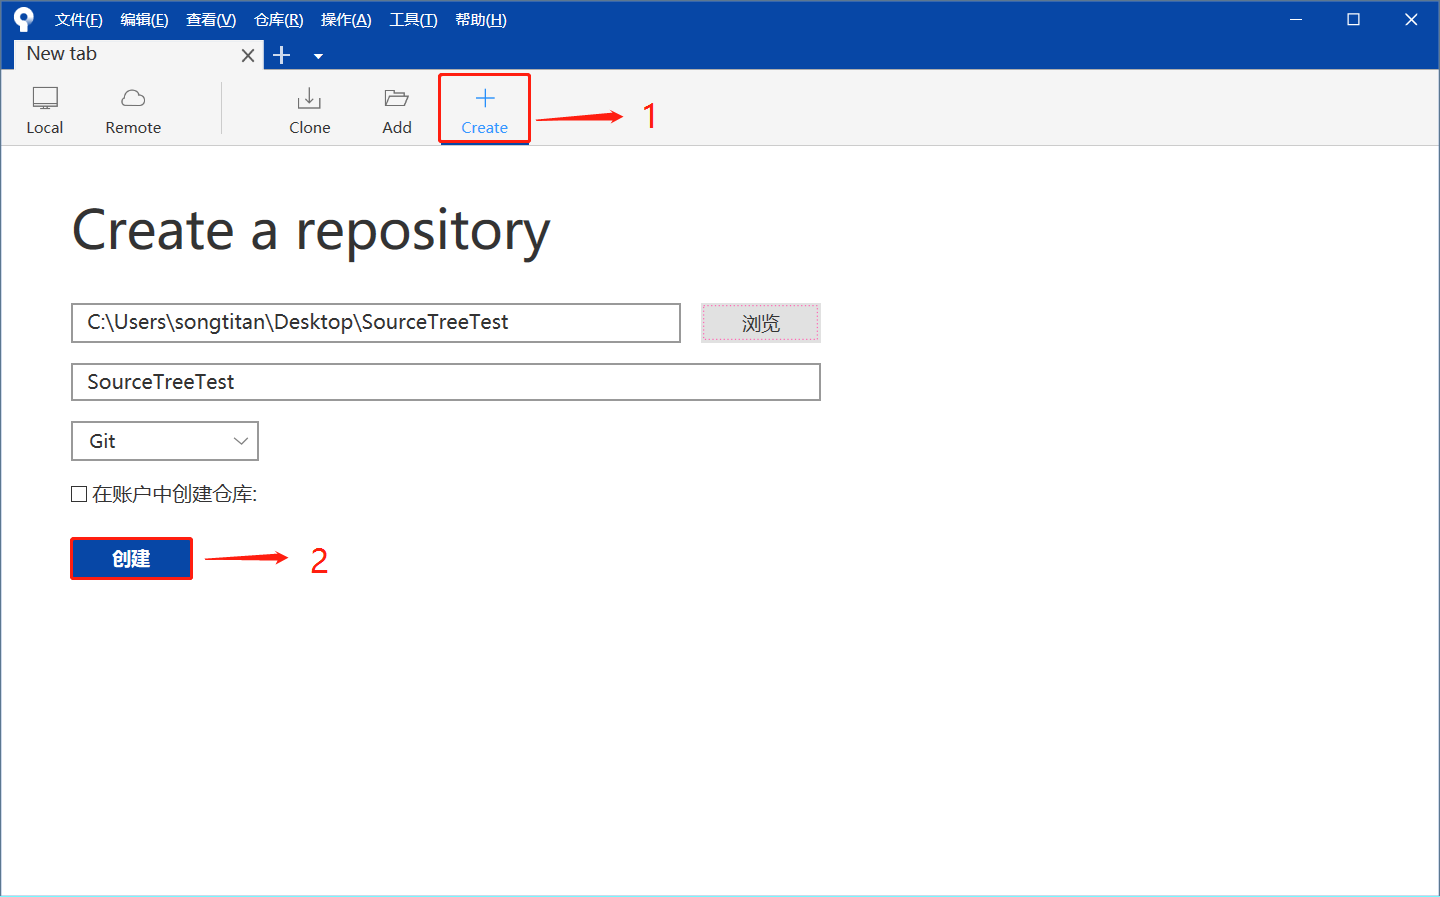 文件(F) 编辑(E) 查看(V) 仓库(R) 操作(A) 工具(T) 帮助(H)
New tab
Local Remote Clone Add Create 1
Create a repository
C:\Users\songtitan\Desktop\SourceTreeTest 浏览
SourceTreeTest
Git
在账户中创建仓库:
创建 2